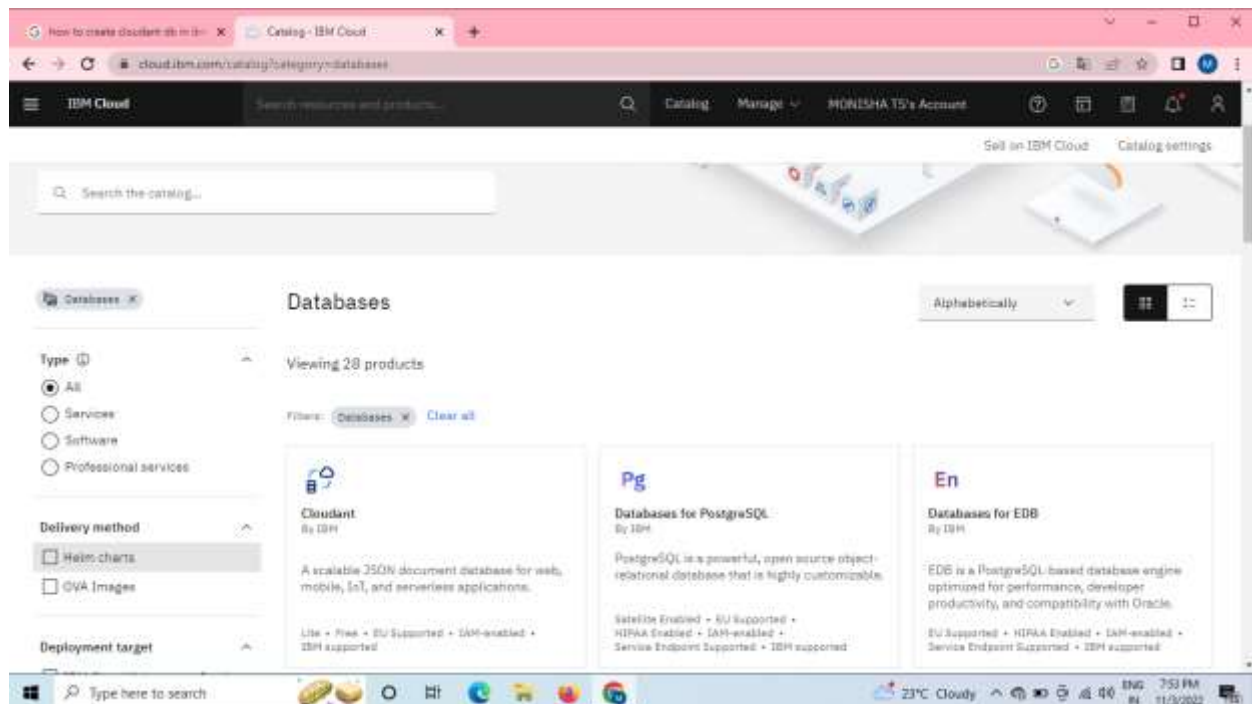 how to create cloudant db in ib
Catalog - IBM Cloud
cloud.ibm.com/catalog?category=databases
IBM Cloud
Search resources and products...
Catalog
Manage
MONISHA TS's Account
Sell on IBM Cloud
Catalog settings
Search the catalog...
Databases
Databases
Alphabetically
Type
Viewing 28 products
All
Services
Filters: Databases Clear all
Software
Professional services
Pg
En
Cloudant
By IBM
Databases for PostgreSQL
By IBM
Databases for EDB
By IBM
Delivery method
Helm charts
OVA Images
A scalable JSON document database for web,
mobile, IoT, and serverless applications.
PostgreSQL is a powerful, open source object-
relational database that is highly customizable.
EDB is a PostgreSQL-based database engine
optimized for performance, developer
productivity, and compatibility with Oracle.
Lite • Free • EU Supported • IAM-enabled •
IBM supported
Satellite Enabled • EU Supported •
HIPAA Enabled • IAM-enabled •
Service Endpoint Supported • IBM supported
EU Supported • HIPAA Enabled • IAM-enabled •
Service Endpoint Supported • IBM supported
Deployment target
Type here to search
23°C Cloudy
ENG
IN
7:53 PM
11/3/2022